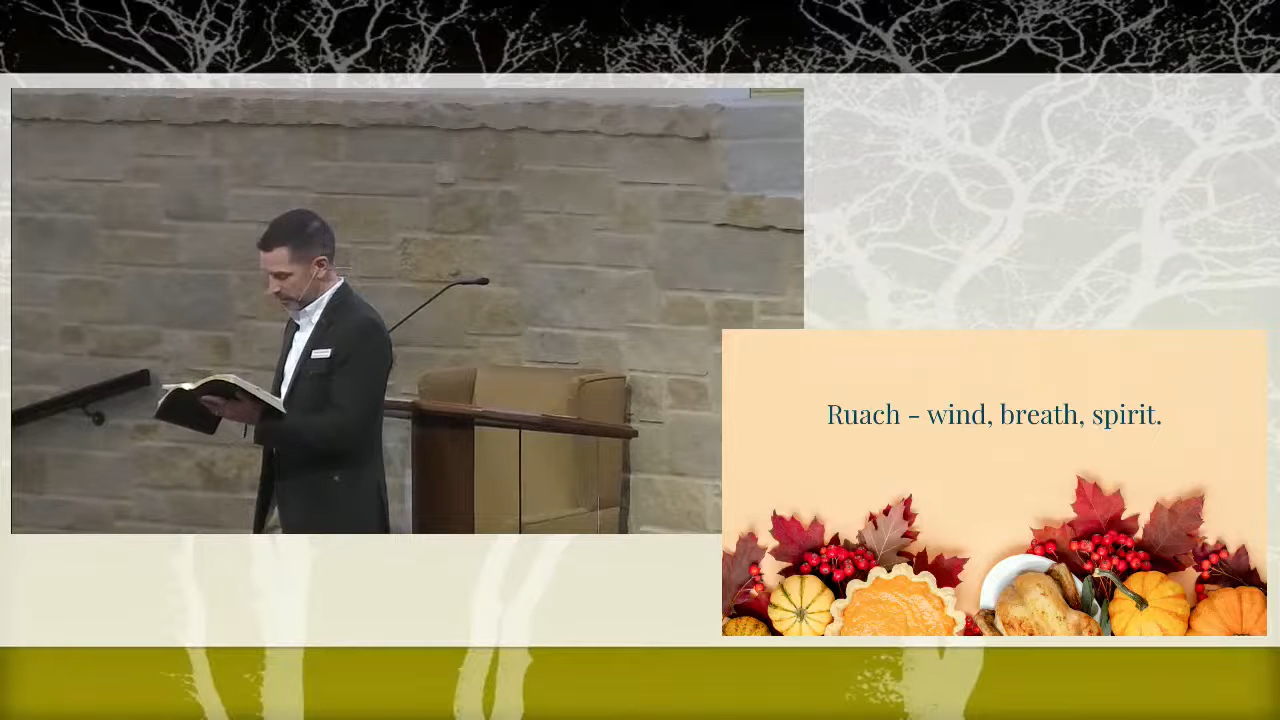 Ruach - wind, breath, spirit.